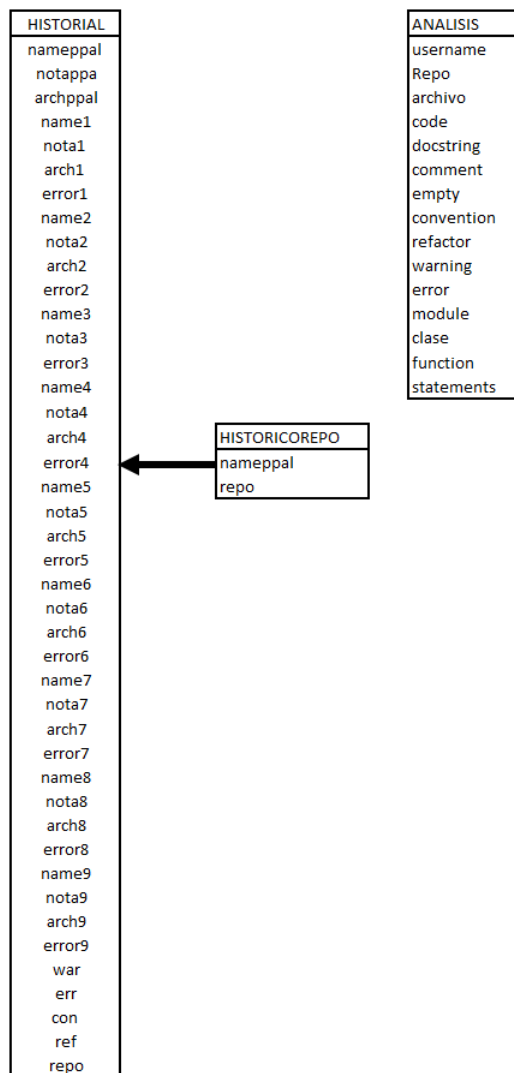 HISTORIAL
nameppal
notappa
archppal
name1
nota1
arch1
error1
name2
nota2
arch2
error2
name3
nota3
error3
name4
nota4
arch4
error4
name5
nota5
arch5
error5
name6
nota6
arch6
error6
name7
nota7
arch7
error7
name8
nota8
arch8
error8
name9
nota9
arch9
error9
war
err
con
ref
repo
HISTORICOREPO
nameppal
repo
ANALISIS
username
Repo
archivo
code
docstring
comment
empty
convention
refactor
warning
error
module
clase
function
statements